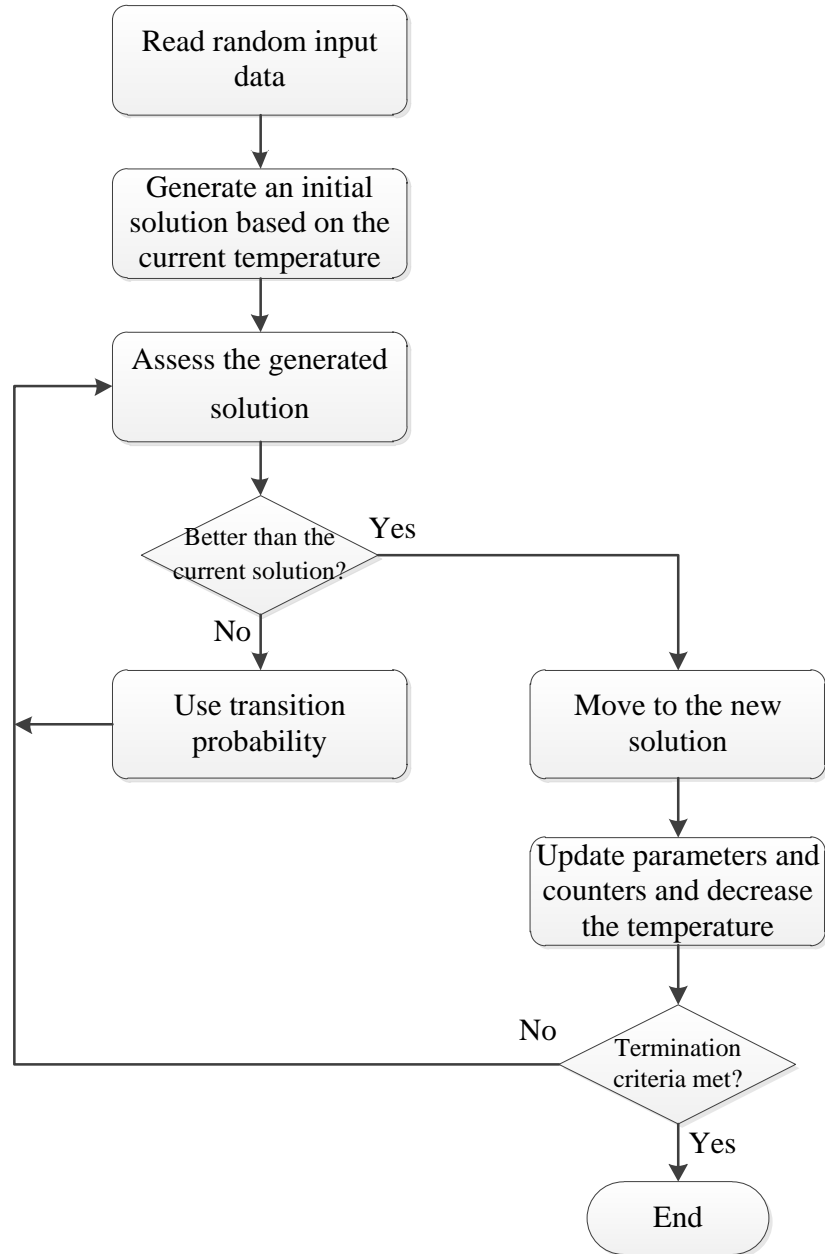 Read random input
data
Generate an initial
solution based on the
current temperature
Assess the generated
solution
Better than the
current solution?
Yes
No
Use transition
probability
Move to the new
solution
Update parameters and
counters and decrease
the temperature
No
Termination
criteria met?
Yes
End